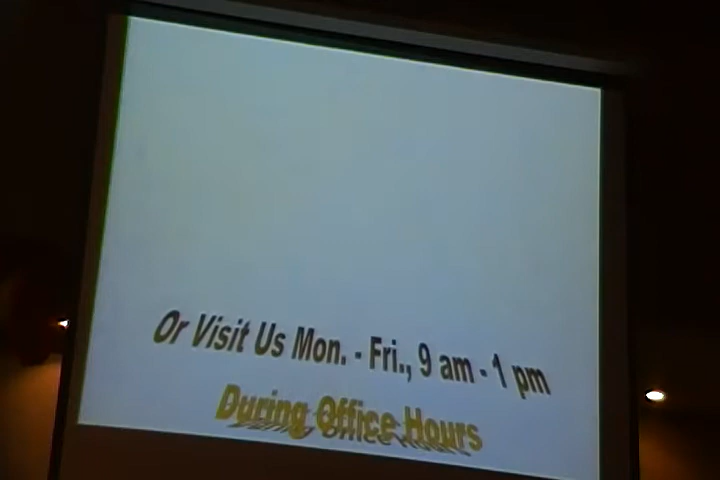 Or Visit Us Mon. - Fri., 9 am - 1 pm
During Office Hours